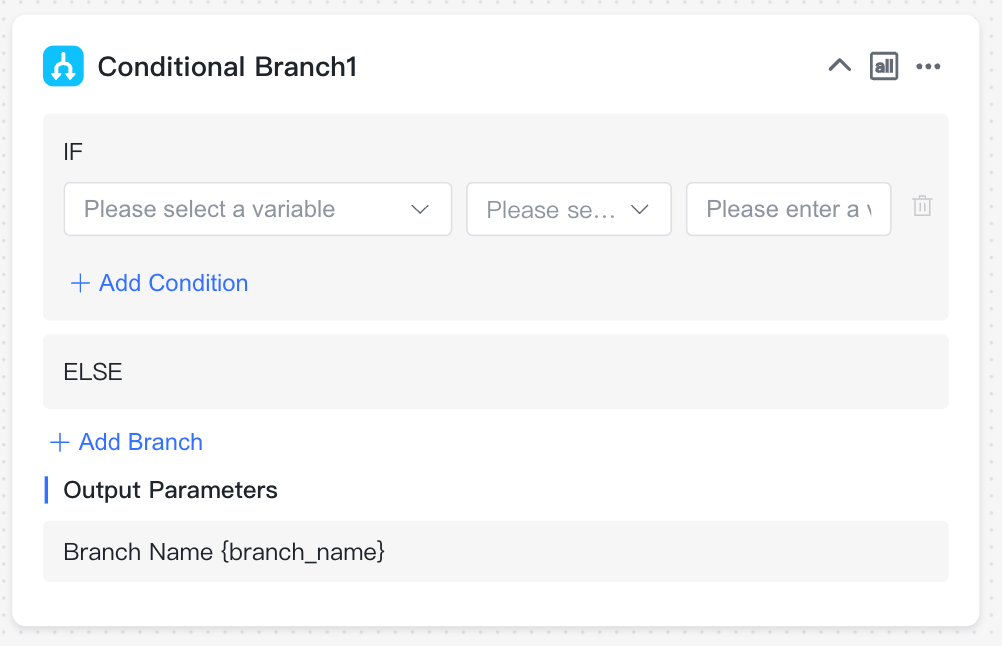 Conditional Branch1
all
IF
Please select a variable
Please se...
Please enter a
+ Add Condition
ELSE
+ Add Branch
Output Parameters
Branch Name {branch_name}